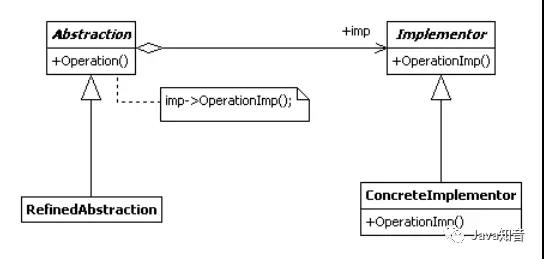 Abstraction
+Operation()
+imp
Implementor
+OperationImp()
imp->OperationImp();
RefinedAbstraction
ConcreteImplementor
+OperationImp()
Java知音